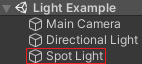 Light Example
Main Camera
Directional Light
Spot Light